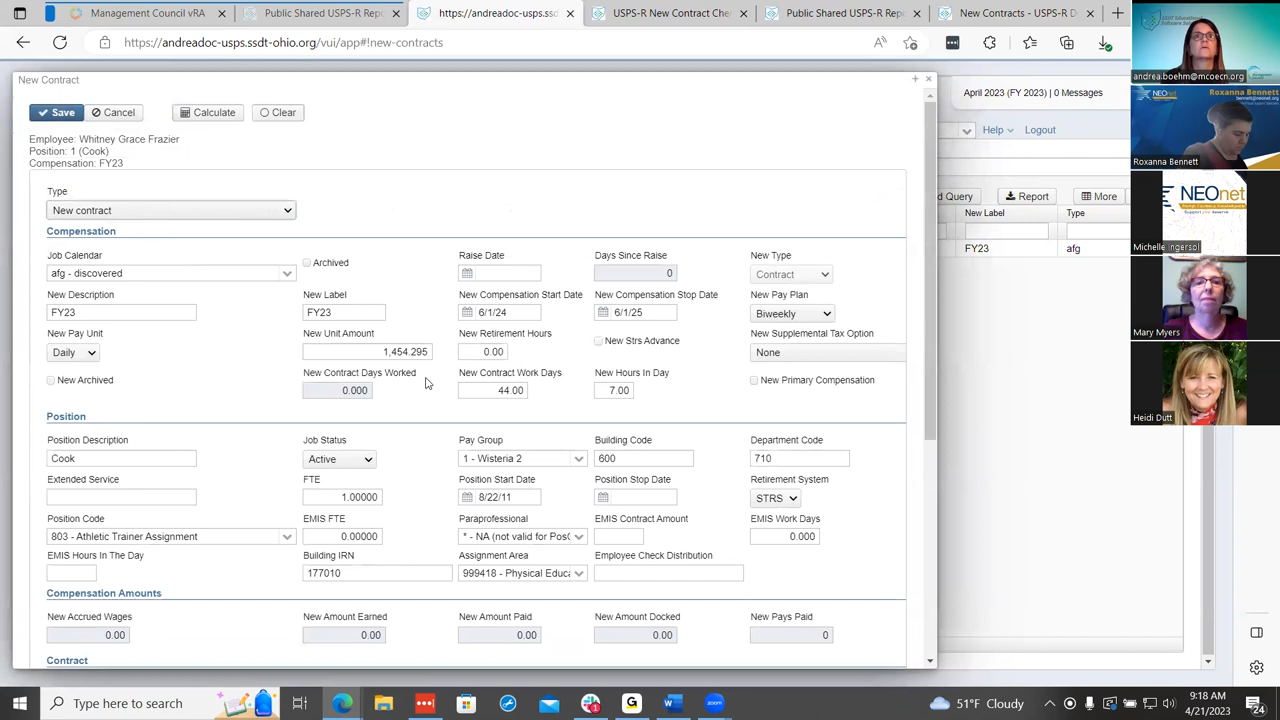 New contract involving a RA
Public Shared USPS-R Rep
https://andreadoc-usps.ssd
USPS - New Contract Che
Public Shared USPS-R Rep
New Contracts - USPS-R D
https://andreadoc-usps.ssdt-ohio.org/vui/app#!new-contracts
New Contract
April 2023 (FY 2023) | 0 Messages
Save Cancel Calculate Clear
Help Logout
Employee: Whitney Grace Frazier
Position: 1 (Cook)
Compensation: FY23
Query Report More
New Label Type
FY23 afg
Type
New contract
Compensation
Job Calendar Archived Raise Date Days Since Raise New Type
afg - discovered 0 Contract
New Description New Label New Compensation Start Date New Compensation Stop Date New Pay Plan
FY23 FY23 6/1/24 6/1/25 Biweekly
New Pay Unit New Unit Amount New Retirement Hours New Strs Advance New Supplemental Tax Option
Daily 1,454.295 0.00 None
New Archived New Contract Days Worked New Contract Work Days New Hours In Day New Primary Compensation
0.000 44.00 7.00
Position
Position Description Job Status Pay Group Building Code Department Code
Cook Active 1 - Wisteria 2 600 710
Extended Service FTE Position Start Date Position Stop Date Retirement System
1.00000 8/22/11 STRS
Position Code EMIS FTE Paraprofessional EMIS Contract Amount EMIS Work Days
803 - Athletic Trainer Assignment 0.00000 * - NA (not valid for Pos 0.000
EMIS Hours In The Day Building IRN Assignment Area Employee Check Distribution
177010 999418 - Physical Educa
Compensation Amounts
New Accrued Wages New Amount Earned New Amount Paid New Amount Docked New Pays Paid
0.00 0.00 0.00 0.00 0
Contract
andrea.boehm@mcoecn.org
NEOnet
Roxanna Bennett
bennett@neonet.org
Roxanna Bennett
NEOnet
Michelle Ingersol
Mary Myers
Heidi Dutt
Type here to search
51°F Cloudy
9:18 AM
4/21/2023
24